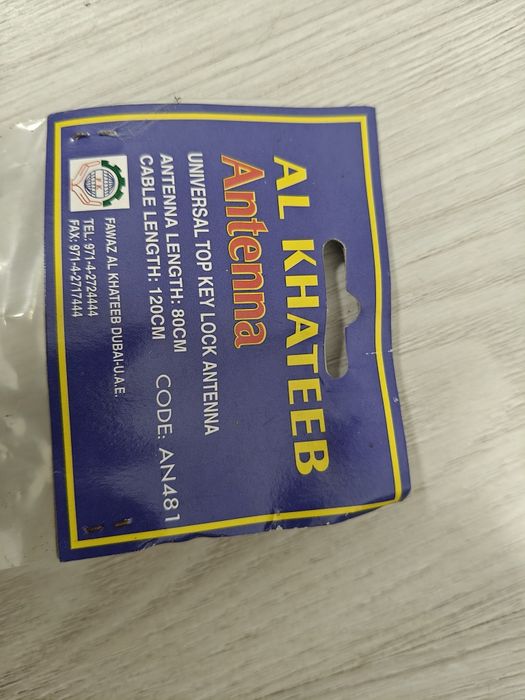 AL KHATEEB
Antenna
UNIVERSAL TOP KEY LOCK ANTENNA
ANTENNA LENGTH: 80CM
CABLE LENGTH: 120CM
CODE: AN481
FAWAZ AL KHATEEB DUBAI-U.A.E.
TEL: 971-4-2724444
FAX: 971-4-2717444